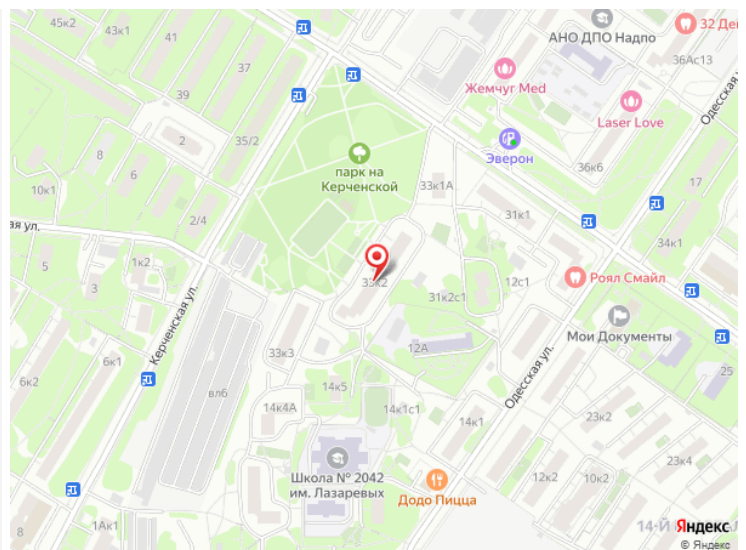 45к2
43к1
41
АНО ДПО Надпо
32 Ден
36Ас13
Жемчуг Med
39
Laser Love
Одесская у
35/2
2
Эверон
8
парк на
Керченской
36к6
6
33к1А
17
10к1
31к1
2/4
ая ул.
34к1
5
1к2
33к2
12с1
Роял Смайл
3
31к2с1
Керченская ул.
Мои Документы
12А
6к1
33к3
25
6к2
14к5
Одесская ул.
вл6
14к4А
14к1с1
14к1
23к2
23к4
Школа № 2042
им. Лазаревых
12к2
10к2
Додо Пицца
1Ак1
8
14-й
Яндекс
© Яндекс